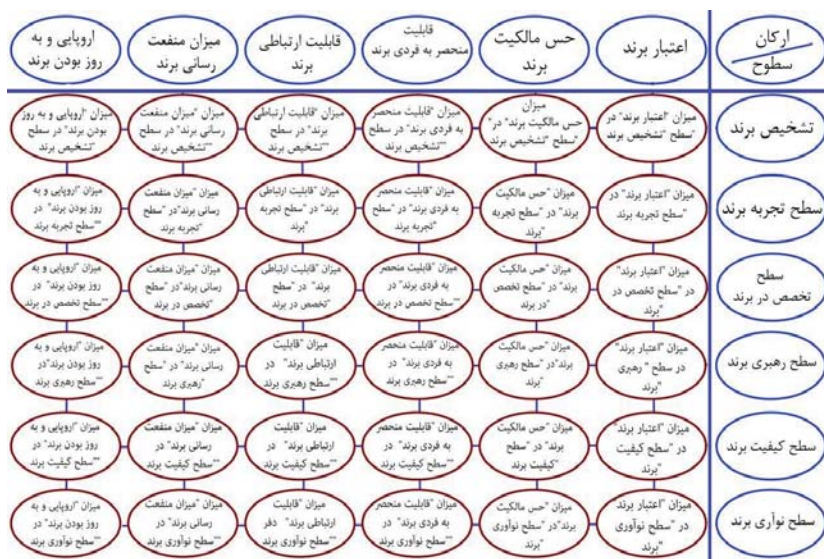 ارکان
سطوح
اعتبار برند
حس مالکیت
برند
قابلیت
منحصر به فردی برند
قابلیت ارتباطی
برند
میزان منفعت
رسانی برند
اروپایی و به
روز بودن برند
تشخیص برند
میزان "اعتبار برند" در
سطح "تشخیص برند"
میزان
"حس مالکیت برند" در
سطح "تشخیص برند"
میزان "قابلیت منحصر
به فردی برند" در سطح
"تشخیص برند"
میزان "قابلیت ارتباطی
برند" در سطح
"تشخیص برند"
میزان "میزان منفعت
رسانی برند" در سطح
"تشخیص برند"
میزان "اروپایی و به روز
بودن برند" در سطح
"تشخیص برند"
سطح تجربه برند
میزان "اعتبار برند" در
"سطح تجربه برند
میزان "حس مالکیت
برند" در "سطح تجربه
برند"
میزان "قابلیت منحصر
به فردی برند" در "سطح
تجربه برند"
میزان "قابلیت ارتباطی
برند" در "سطح تجربه
برند"
میزان "میزان منفعت
رسانی برند" در "سطح
تجربه برند"
میزان "اروپایی و به
روز بودن برند" در
"سطح تجربه برند"
سطح
تخصص در برند
میزان "اعتبار برند"
در "سطح تخصص در
برند"
میزان "حس مالکیت
برند" در "سطح تخصص
در برند"
میزان "قابلیت منحصر
به فردی برند" در
"سطح تخصص در برند"
میزان "قابلیت ارتباطی
برند" در "سطح
تخصص در برند"
میزان "میزان منفعت
رسانی برند" در "سطح
تخصص در برند"
میزان "اروپایی و به
روز بودن برند" در
"سطح تخصص در برند"
سطح رهبری برند
میزان "اعتبار برند"
در سطح "رهبری
برند"
میزان "حس مالکیت
برند" در "سطح رهبری
برند"
میزان "قابلیت منحصر
به فردی برند" در
"سطح رهبری برند"
میزان "قابلیت
ارتباطی برند" در
"سطح رهبری برند"
میزان "میزان منفعت
رسانی برند" در "سطح
رهبری برند"
میزان "اروپایی و به
روز بودن برند" در
"سطح رهبری برند"
سطح کیفیت برند
میزان "اعتبار برند"
در "سطح کیفیت
برند"
میزان "حس مالکیت
برند" در "سطح
کیفیت برند"
میزان "قابلیت منحصر
به فردی برند" در
"سطح کیفیت برند"
میزان "قابلیت
ارتباطی برند" در
"سطح کیفیت برند"
میزان "میزان منفعت
رسانی برند" در
"سطح کیفیت برند"
میزان "اروپایی و به
روز بودن برند" در
"سطح کیفیت برند"
سطح نوآری برند
میزان "اعتبار برند
در "سطح نوآوری
برند"
میزان "حس مالکیت
برند" در "سطح نوآوری
برند"
میزان "قابلیت منحصر
به فردی برند" در
"سطح نوآوری برند"
میزان "قابلیت
ارتباطی برند" دفر
"سطح نوآوری برند"
میزان "میزان منفعت
رسانی برند" در
"سطح نوآوری برند"
میزان "اروپایی و به
روز بودن برند" در
"سطح نوآوری برند"